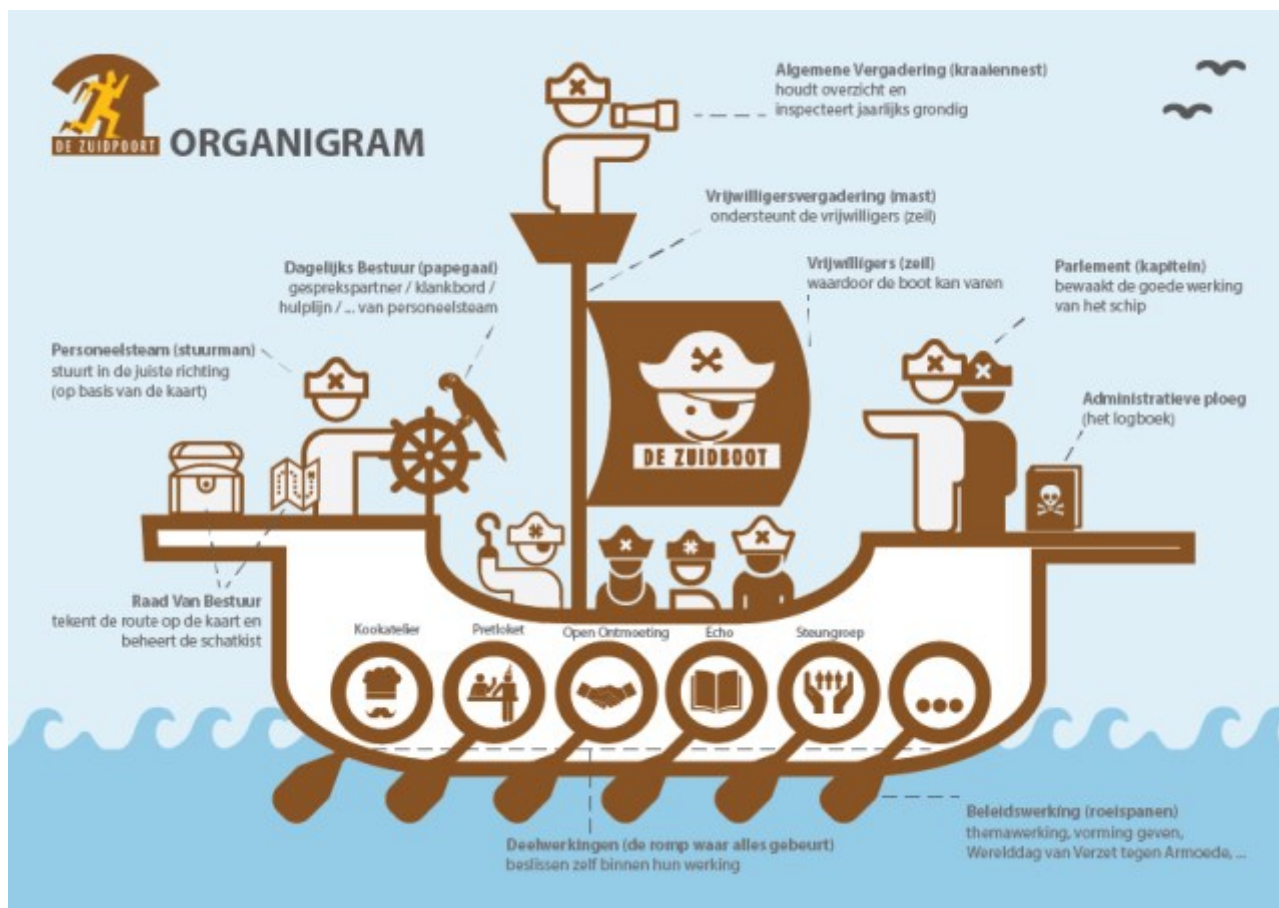 DE ZUIDPOORT
ORGANIGRAM
Algemene Vergadering (kraaiennest)
houdt overzicht en
inspecteert jaarlijks grondig
Vrijwilligersvergadering (mast)
ondersteunt de vrijwilligers (zeil)
Dagelijks Bestuur (papegaai)
gesprekspartner / klankbord /
hulplijn / ... van personeelsteam
Vrijwilligers (zeil)
waardoor de boot kan varen
Parlement (kapitein)
bewaakt de goede werking
van het schip
Personeelsteam (stuurman)
stuurt in de juiste richting
(op basis van de kaart)
Administratieve ploeg
(het logboek)
DE ZUIDBOOT
Raad Van Bestuur
tekent de route op de kaart en
beheert de schatkist
Kookatelier
Pretloket
Open Ontmoeting
Echo
Steungroep
Beleidswerking (roeispanen)
themawerking, vorming geven,
Werelddag van Verzet tegen Armoede, ...
Deelwerkingen (de romp waar alles gebeurt)
beslissen zelf binnen hun werking